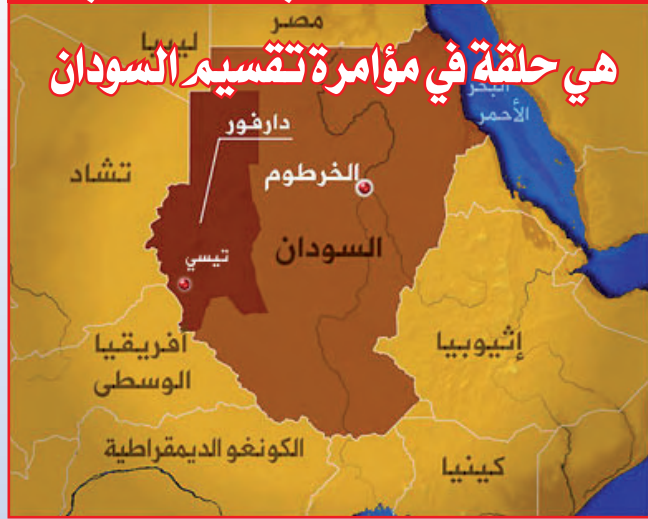 هي حلقة في مؤامرة تقسيم السودان
مصر
ليبيا
البحر
الأحمر
دارفور
تشاد
الخرطوم
السودان
تيسي
إثيوبيا
افريقيا
الوسطى
الكونغو الديمقراطية
كينيا